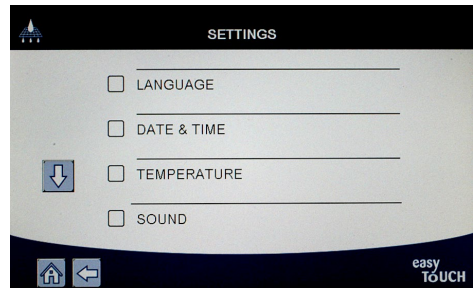 SETTINGS
LANGUAGE
DATE & TIME
TEMPERATURE
SOUND
easy
TOUCH